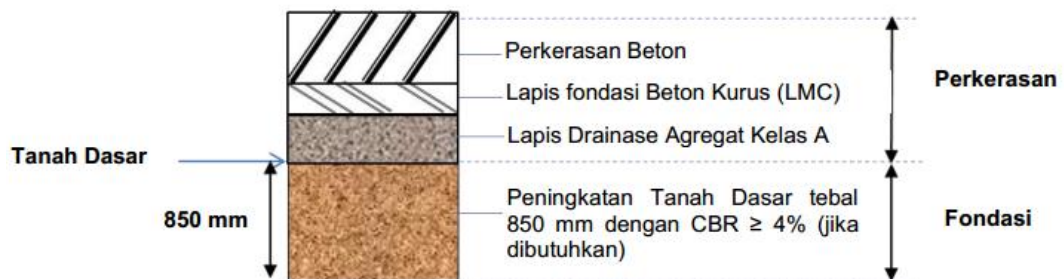 Perkerasan Beton
Perkerasan
Lapis fondasi Beton Kurus (LMC)
Lapis Drainase Agregat Kelas A
Tanah Dasar
850 mm
Peningkatan Tanah Dasar tebal
850 mm dengan CBR ≥ 4% (jika
dibutuhkan)
Fondasi